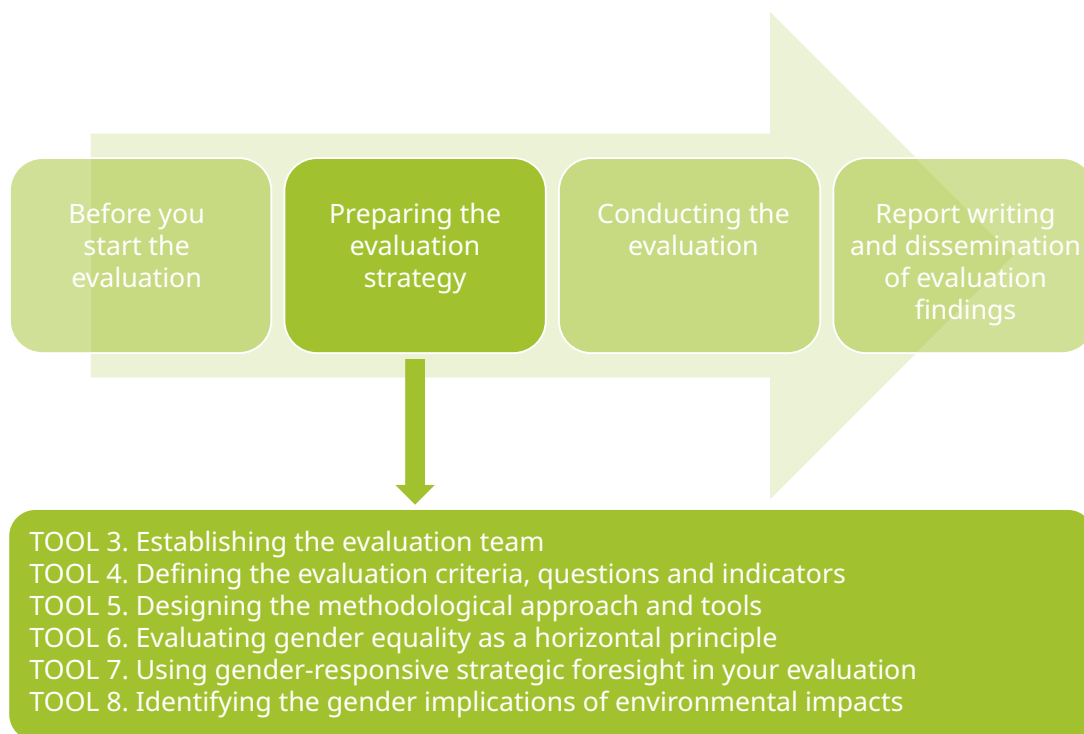 Before you
start the
evaluation
Preparing the
evaluation
strategy
Conducting the
evaluation
Report writing
and dissemination
of evaluation
findings
TOOL 3. Establishing the evaluation team
TOOL 4. Defining the evaluation criteria, questions and indicators
TOOL 5. Designing the methodological approach and tools
TOOL 6. Evaluating gender equality as a horizontal principle
TOOL 7. Using gender-responsive strategic foresight in your evaluation
TOOL 8. Identifying the gender implications of environmental impacts